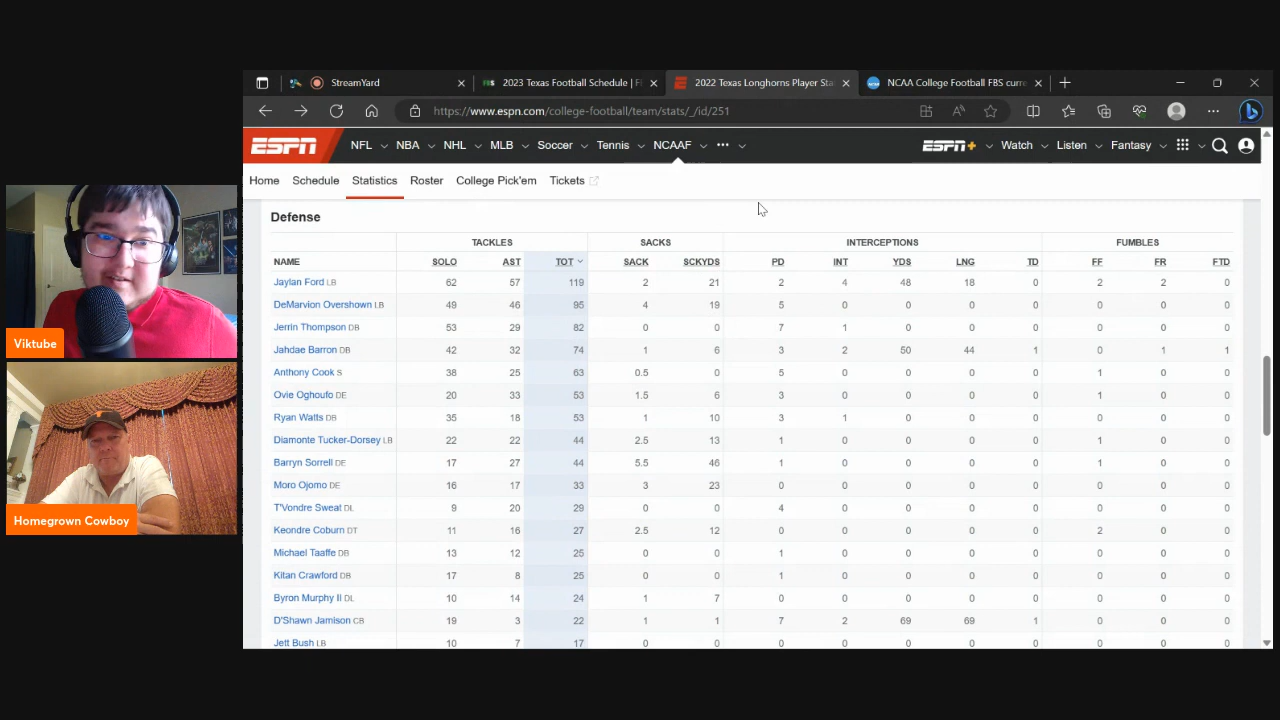 StreamYard
2023 Texas Football Schedule | F
2022 Texas Longhorns Player Sta
NCAA College Football FBS curre
https://www.espn.com/college-football/team/stats/_/id/251
ESPN NFL NBA NHL MLB Soccer Tennis NCAAF ESPN+ Watch Listen Fantasy
Home Schedule Statistics Roster College Pick'em Tickets
Defense
TACKLES SACKS INTERCEPTIONS FUMBLES
NAME SOLO AST TOT SACK SCKYDS PD INT YDS LNG TD FF FR FTD
Jaylan Ford LB 62 57 119 2 21 2 4 48 18 0 2 2 0
DeMarvion Overshown LB 49 46 95 4 19 5 0 0 0 0 0 0 0
Jerrin Thompson DB 53 29 82 0 0 7 1 0 0 0 0 0 0
Jahdae Barron DB 42 32 74 1 6 3 2 50 44 1 0 1 1
Anthony Cook S 38 25 63 0.5 0 5 0 0 0 0 1 0 0
Ovie Oghoufo DE 20 33 53 1.5 6 3 0 0 0 0 1 0 0
Ryan Watts DB 35 18 53 1 10 3 1 0 0 0 0 0 0
Diamonte Tucker-Dorsey LB 22 22 44 2.5 13 1 0 0 0 0 1 0 0
Barryn Sorrell DE 17 27 44 5.5 46 1 0 0 0 0 1 0 0
Moro Ojomo DE 16 17 33 3 23 0 0 0 0 0 0 0 0
T'Vondre Sweat DL 9 20 29 0 0 4 0 0 0 0 0 0 0
Keondre Coburn DT 11 16 27 2.5 12 0 0 0 0 0 2 0 0
Michael Taaffe DB 13 12 25 0 0 1 0 0 0 0 0 0 0
Kitan Crawford DB 17 8 25 0 0 1 0 0 0 0 0 0 0
Byron Murphy II DL 10 14 24 1 7 0 0 0 0 0 0 0 0
D'Shawn Jamison CB 19 3 22 1 1 7 2 69 69 1 0 0 0
Jett Bush LB 10 7 17 0 0 0 0 0 0 0 0 0 0
Viktube
Homegrown Cowboy